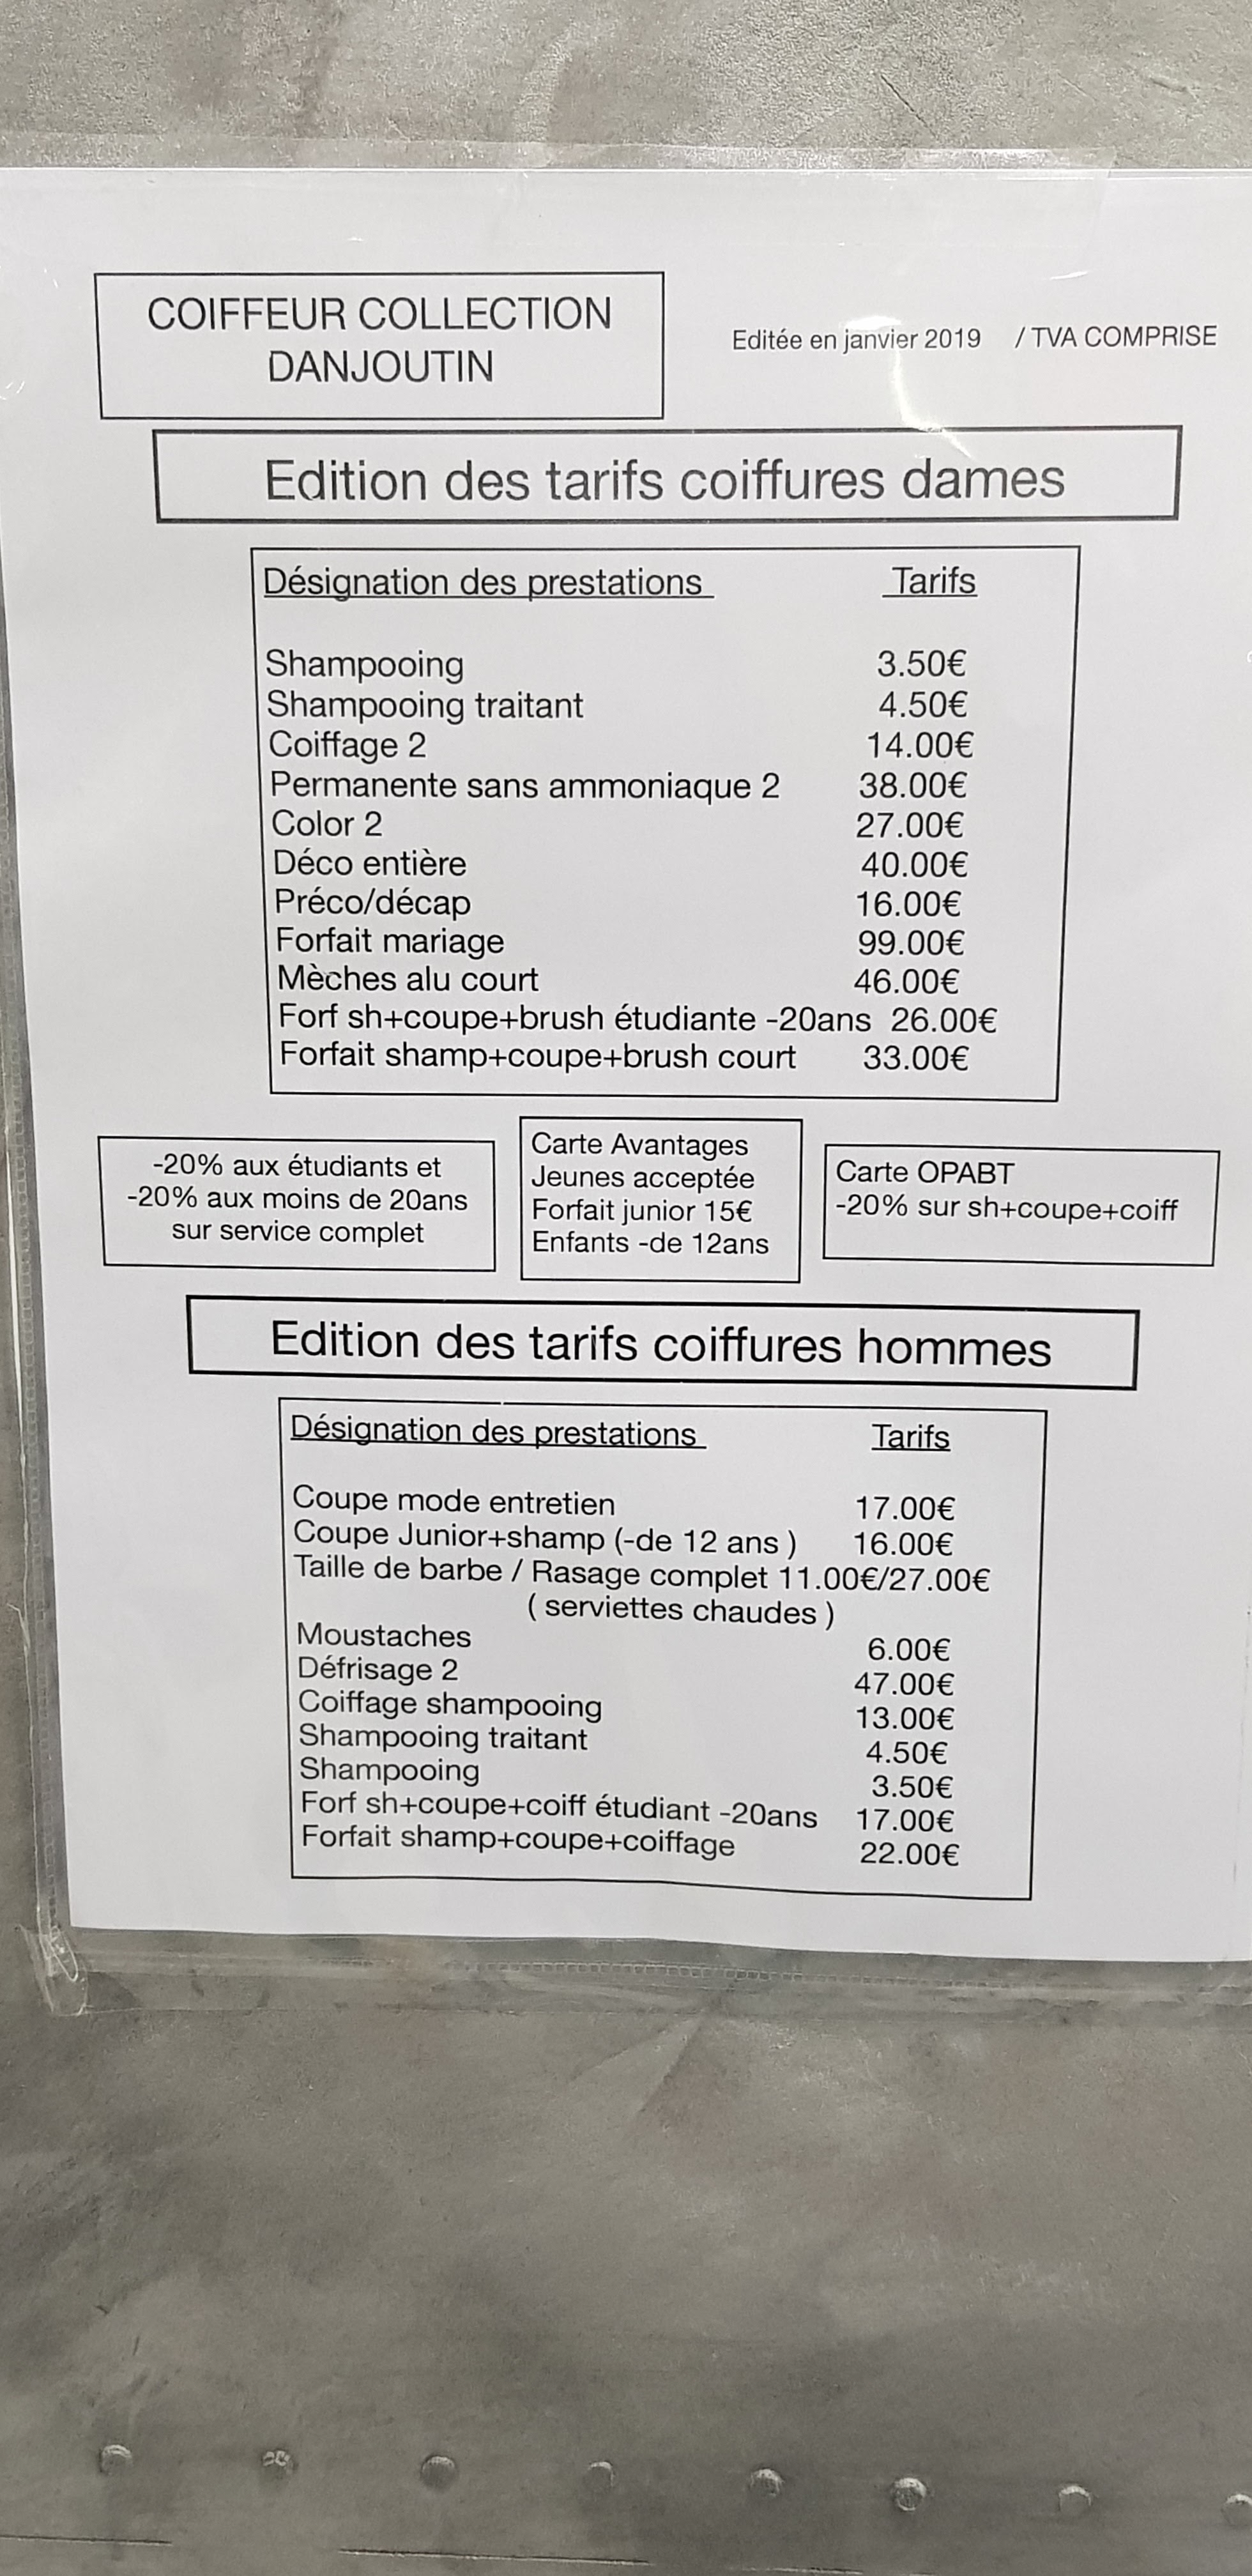 COIFFEUR COLLECTION
DANJOUTIN
Editée en janvier 2019 / TVA COMPRISE
Edition des tarifs coiffures dames
Désignation des prestations Tarifs
Shampooing 3.50€
Shampooing traitant 4.50€
Coiffage 2 14.00€
Permanente sans ammoniaque 2 38.00€
Color 2 27.00€
Déco entière 40.00€
Préco/décap 16.00€
Forfait mariage 99.00€
Mèches alu court 46.00€
Forf sh+coupe+brush étudiante -20ans 26.00€
Forfait shamp+coupe+brush court 33.00€
-20% aux étudiants et
-20% aux moins de 20ans
sur service complet
Carte Avantages
Jeunes acceptée
Forfait junior 15€
Enfants -de 12ans
Carte OPABT
-20% sur sh+coupe+coiff
Edition des tarifs coiffures hommes
Désignation des prestations Tarifs
Coupe mode entretien 17.00€
Coupe Junior+shamp (-de 12 ans ) 16.00€
Taille de barbe / Rasage complet 11.00€/27.00€
( serviettes chaudes )
Moustaches 6.00€
Défrisage 2 47.00€
Coiffage shampooing 13.00€
Shampooing traitant 4.50€
Shampooing 3.50€
Forf sh+coupe+coiff étudiant -20ans 17.00€
Forfait shamp+coupe+coiffage 22.00€